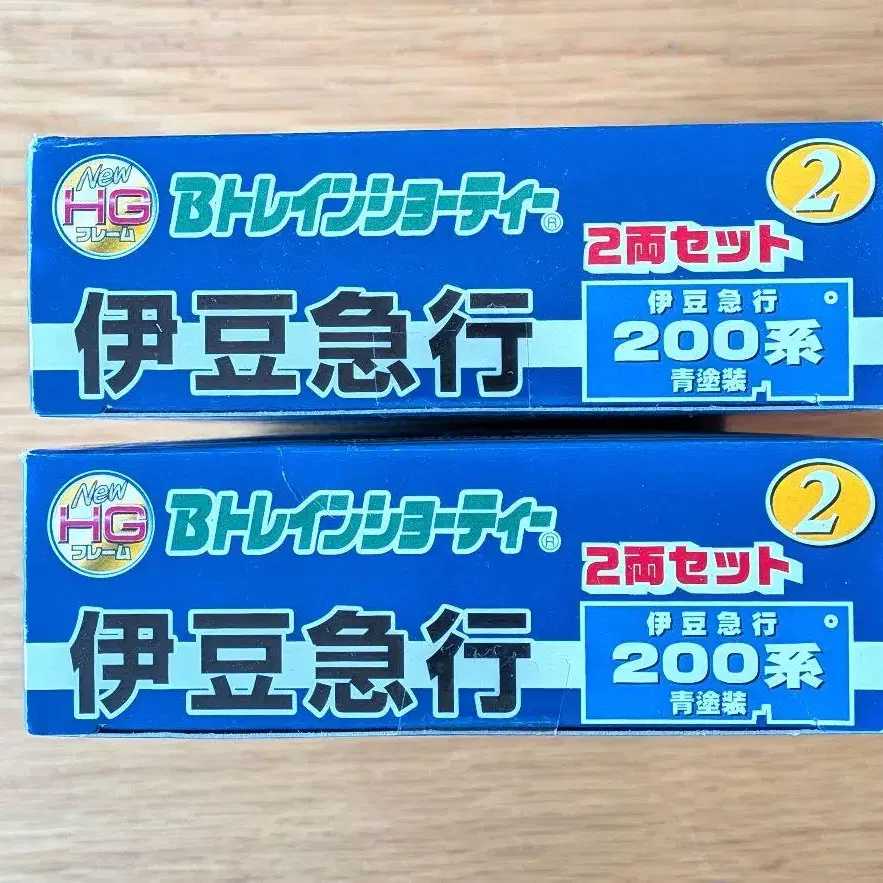 New
HG
フレーム
Bトレインショーティー®
2
2両セット
伊豆急行
伊豆急行
200系
青塗装
New
HG
フレーム
Bトレインショーティー®
2
2両セット
伊豆急行
伊豆急行
200系
青塗装